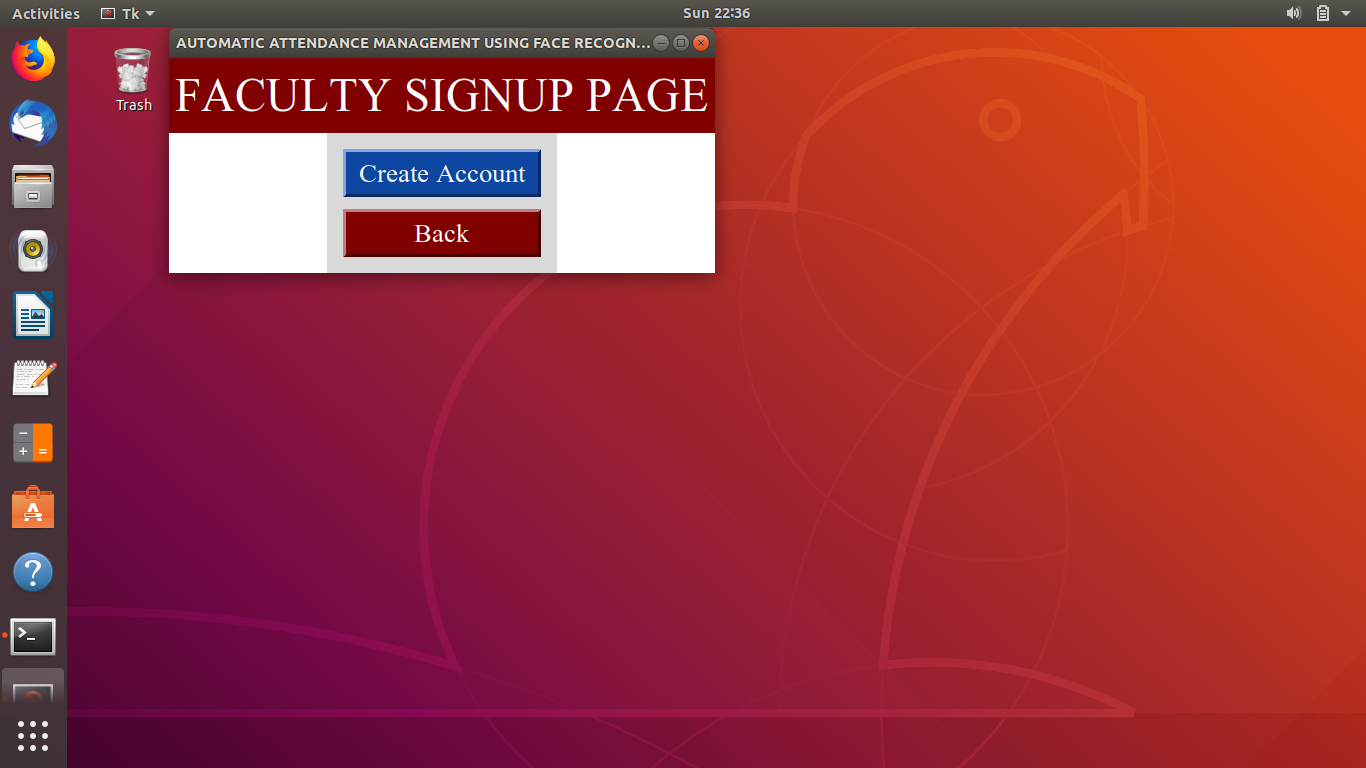 Activities Tk Sun 22:36
AUTOMATIC ATTENDANCE MANAGEMENT USING FACE RECOGN...
FACULTY SIGNUP PAGE
Trash
Create Account
Back